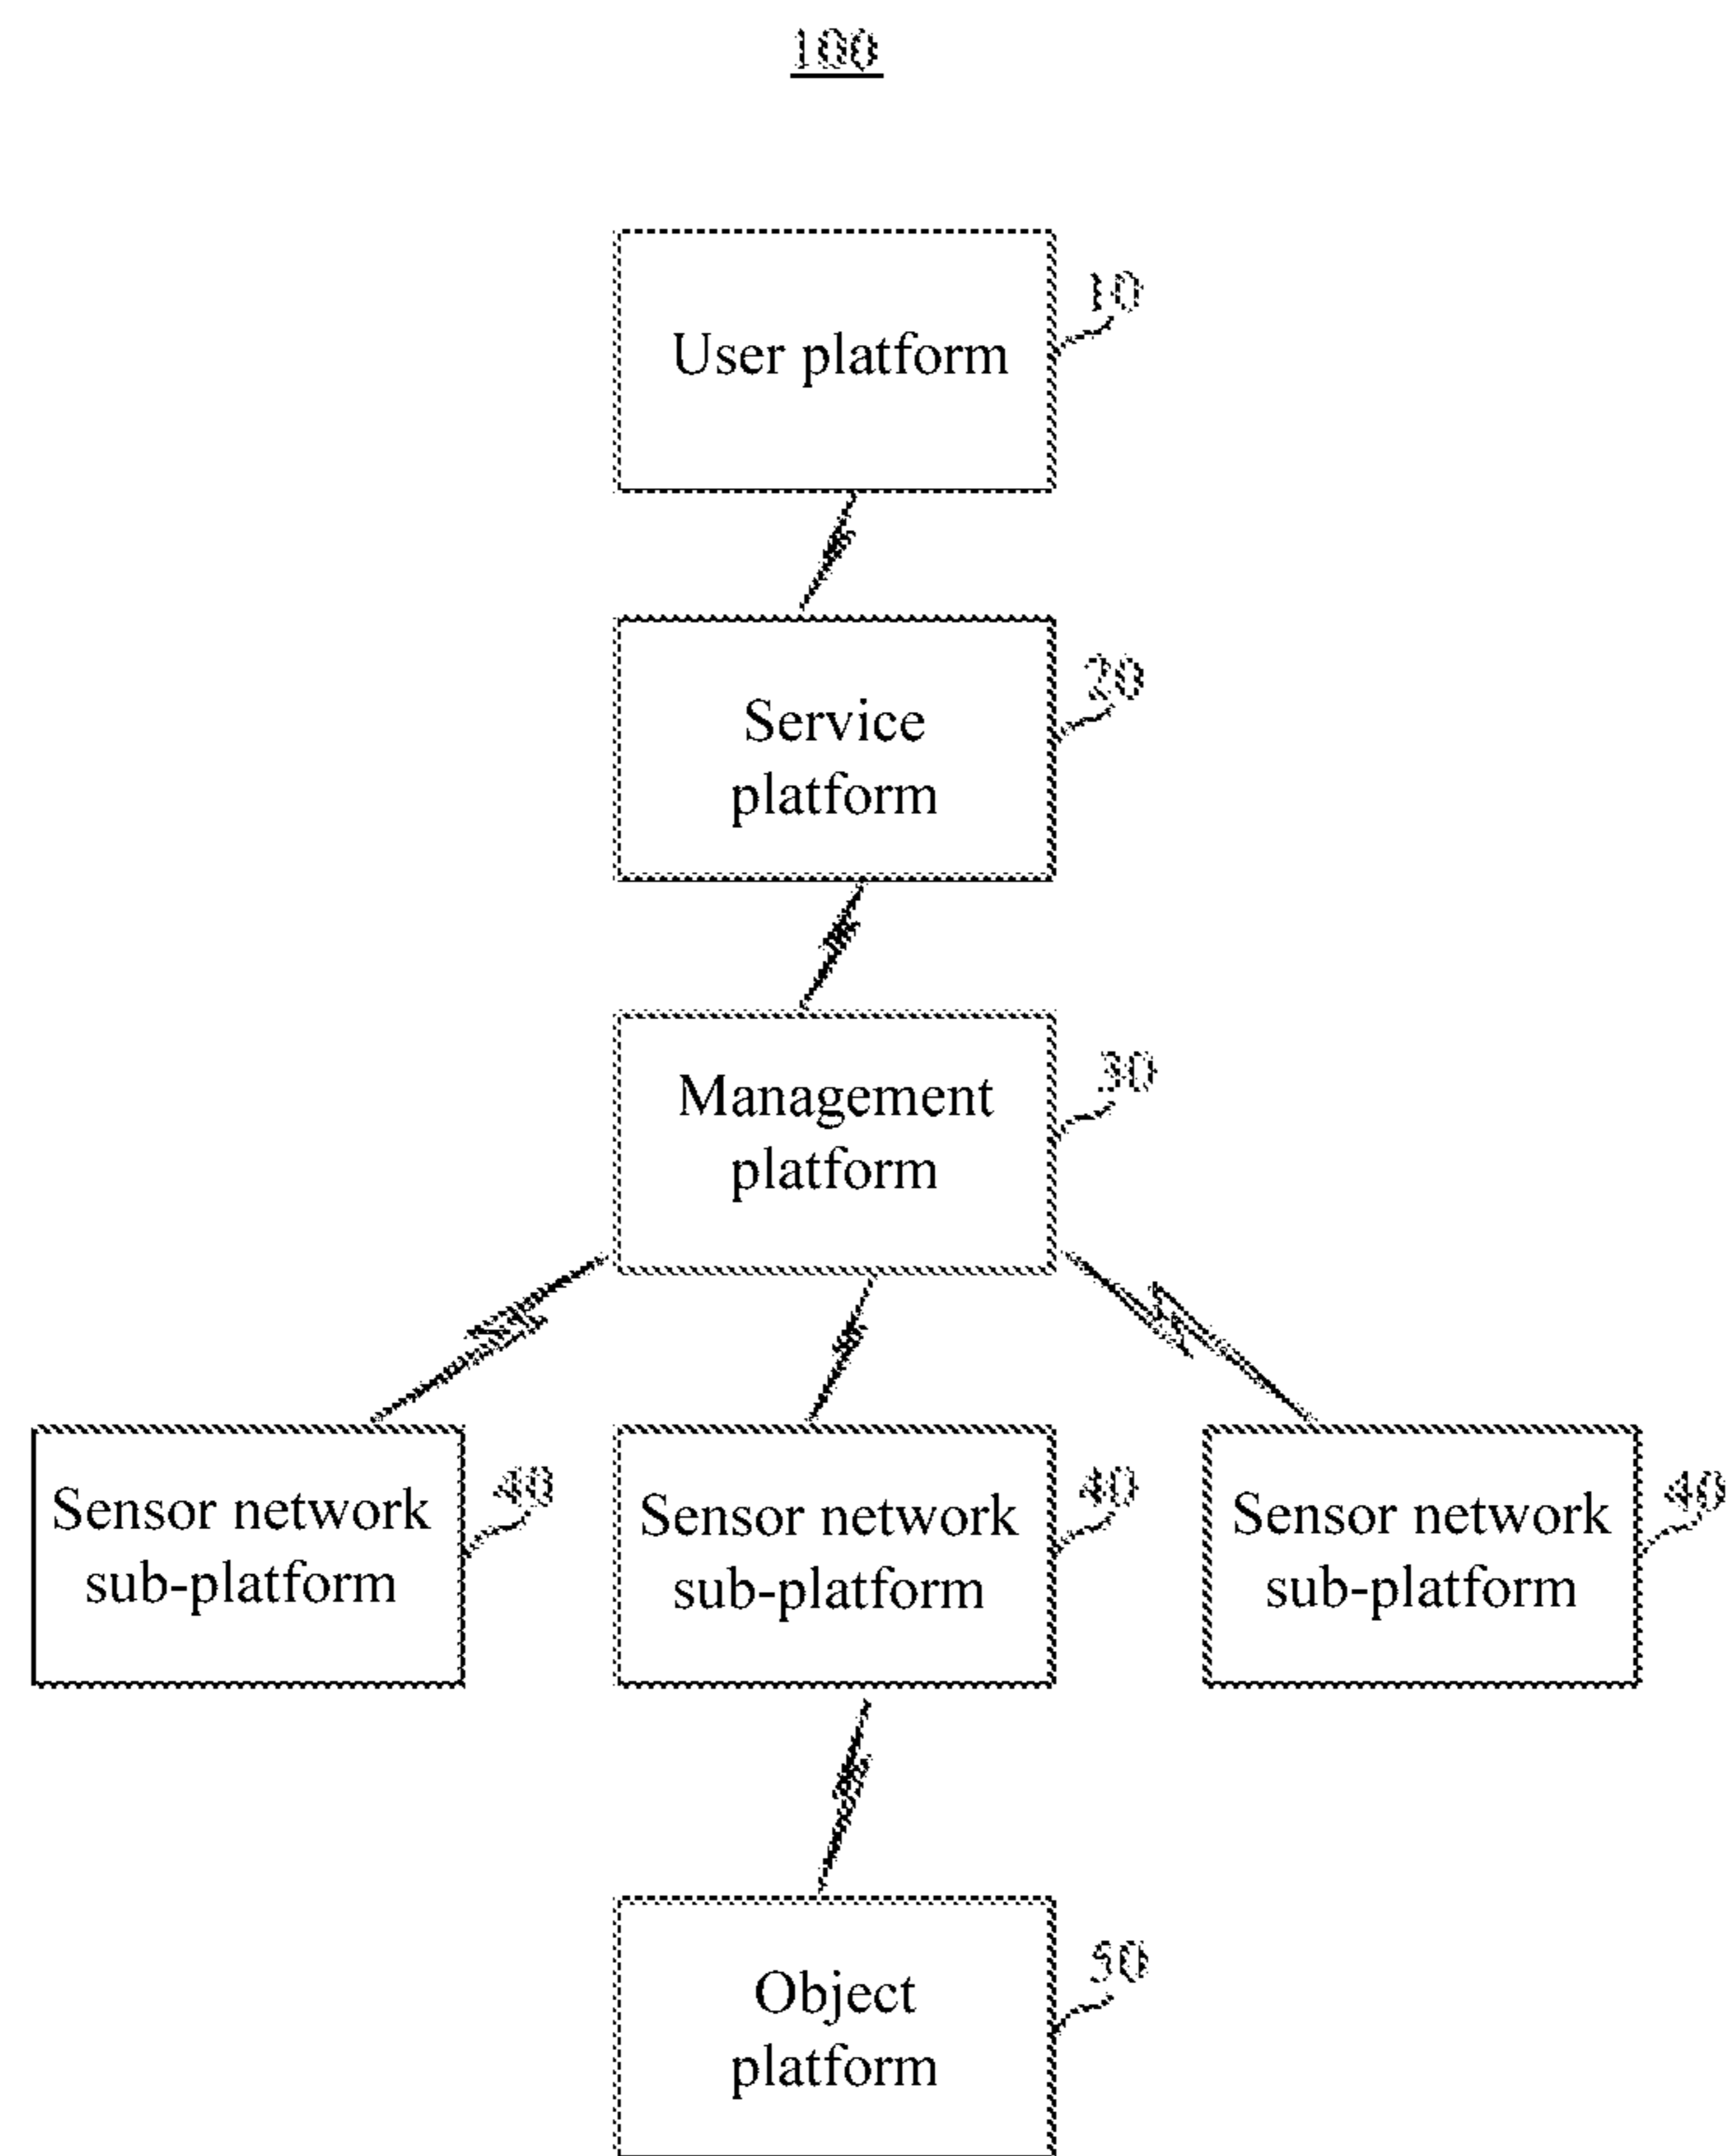 100
User platform
10
Service
platform
20
Management
platform
30
Sensor network
sub-platform
40
Sensor network
sub-platform
40
Sensor network
sub-platform
40
Object
platform
50